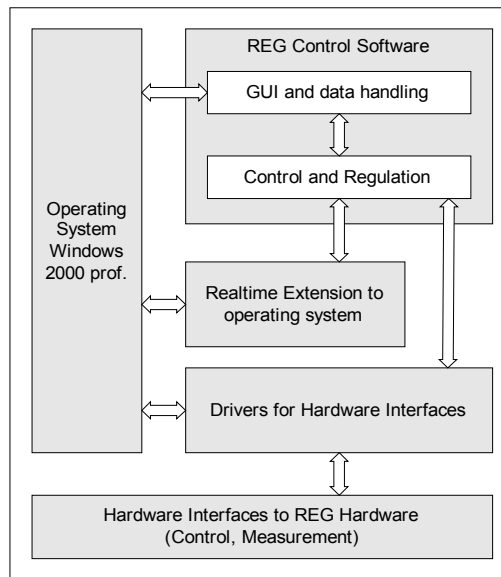 REG Control Software
GUI and data handling
Control and Regulation
Operating
System
Windows
2000 prof.
Realtime Extension to
operating system
Drivers for Hardware Interfaces
Hardware Interfaces to REG Hardware
(Control, Measurement)